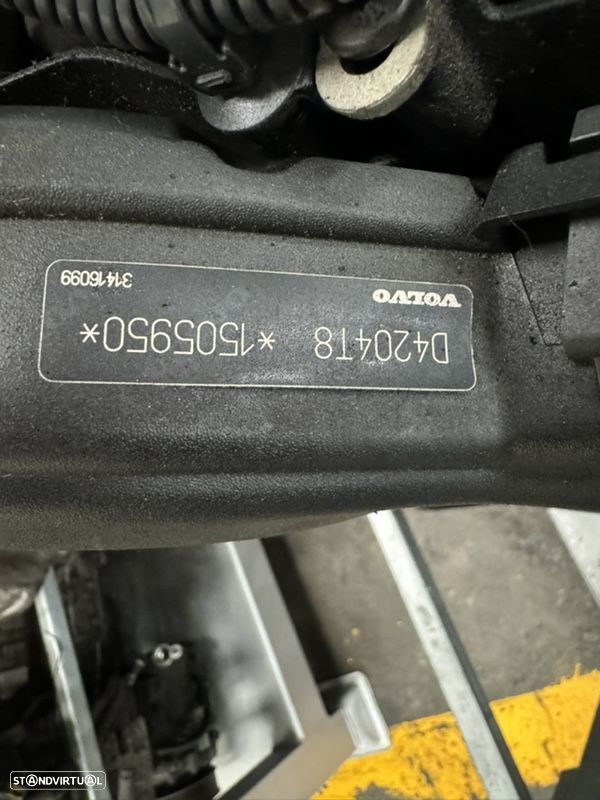 VOLVO 31416099
D4204T8 *1505950*
STANDVIRTUAL